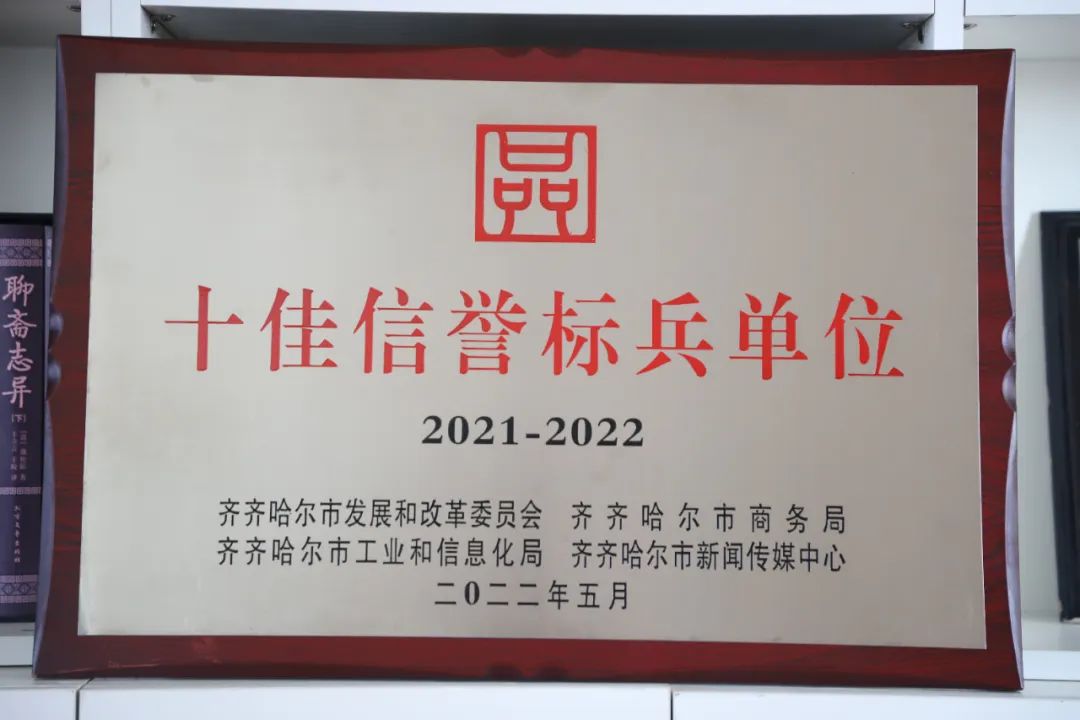 十佳信誉标兵单位
2021-2022
齐齐哈尔市发展和改革委员会 齐齐哈尔市商务局
齐齐哈尔市工业和信息化局 齐齐哈尔市新闻传媒中心
二0二二年五月
聊斋志异
[下]